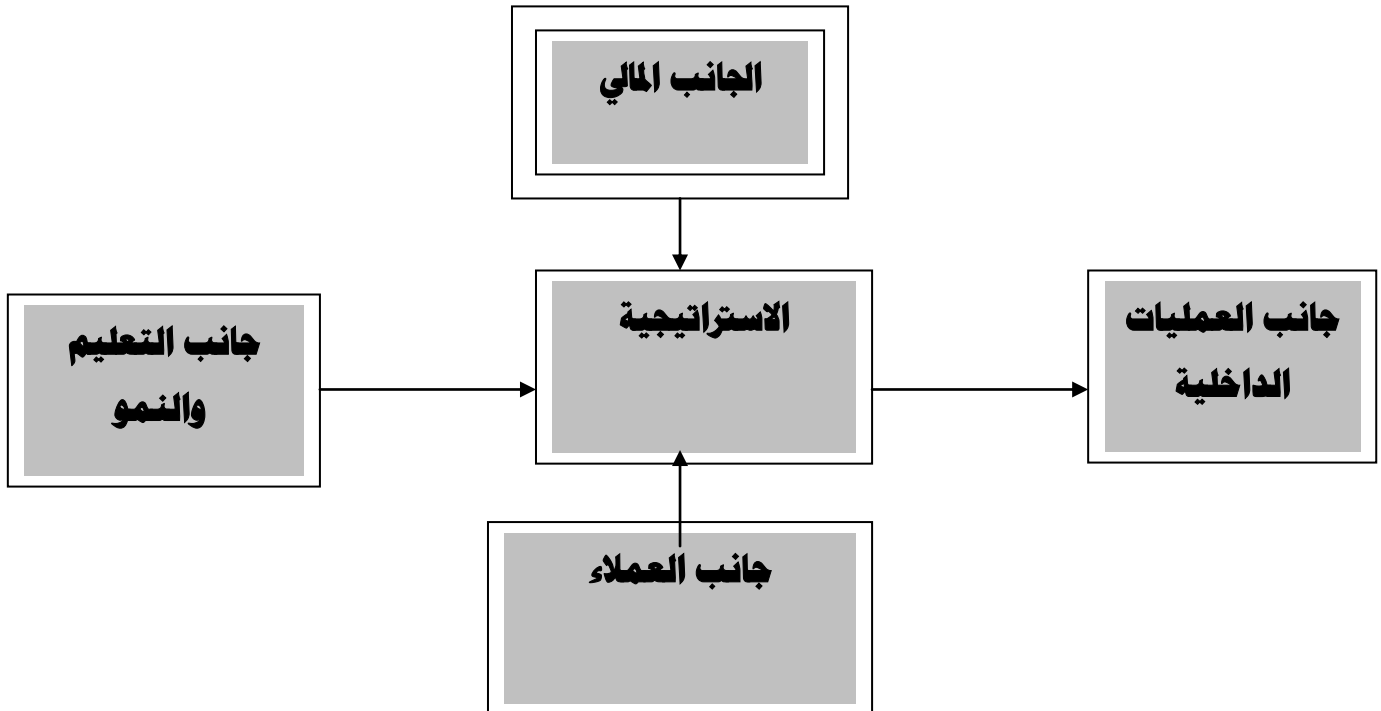 الجانب المالي
الاستراتيجية
جانب العمليات
الداخلية
جانب التعليم
والنمو
جانب العملاء